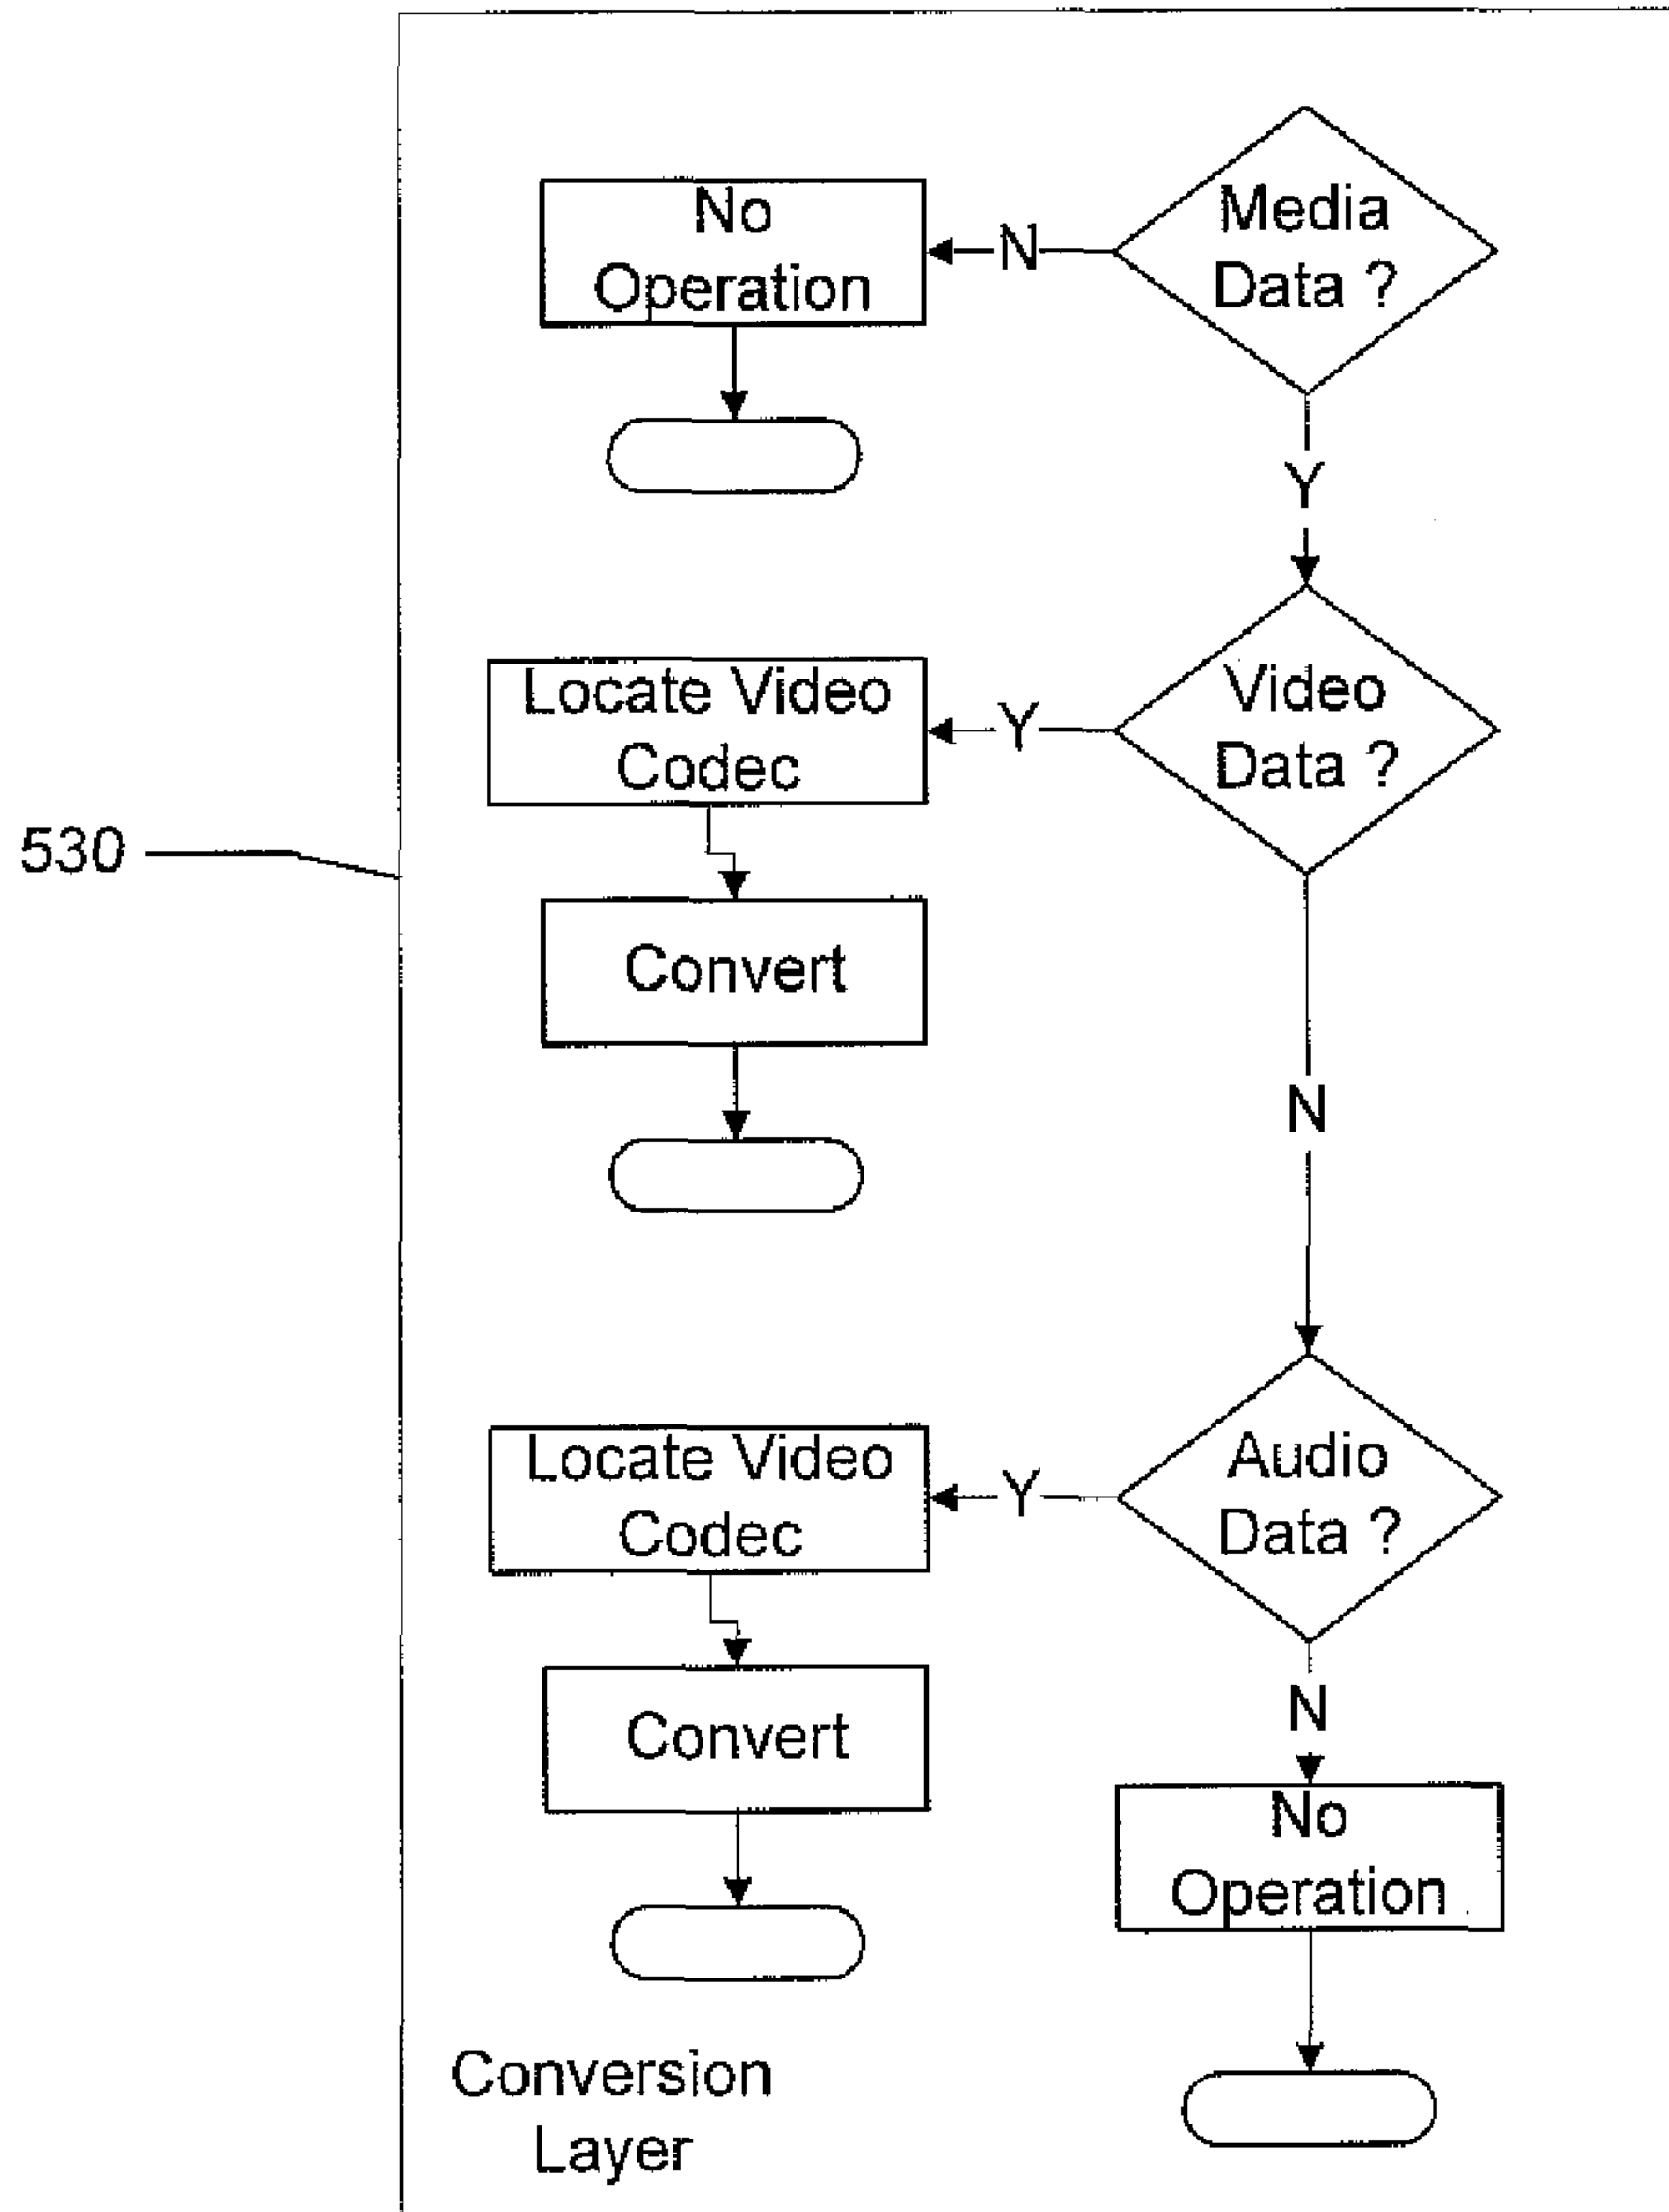 No
Operation
N
Media
Data ?
Y
Locate Video
Codec
Y
Video
Data ?
530
Convert
N
Locate Video
Codec
Y
Audio
Data ?
Convert
N
No
Operation
Conversion
Layer